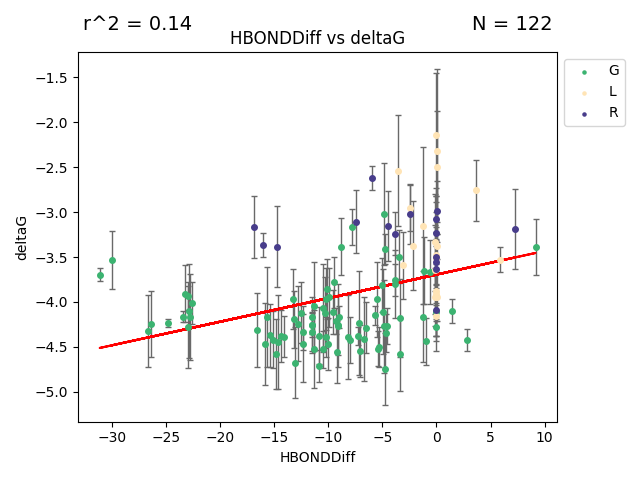 r^2 = 0.14
N = 122
HBONDDiff vs deltaG
deltaG
−1.5
−2.0
−2.5
−3.0
−3.5
−4.0
−4.5
−5.0
−30
−25
−20
−15
−10
−5
0
5
10
HBONDDiff
G
L
R